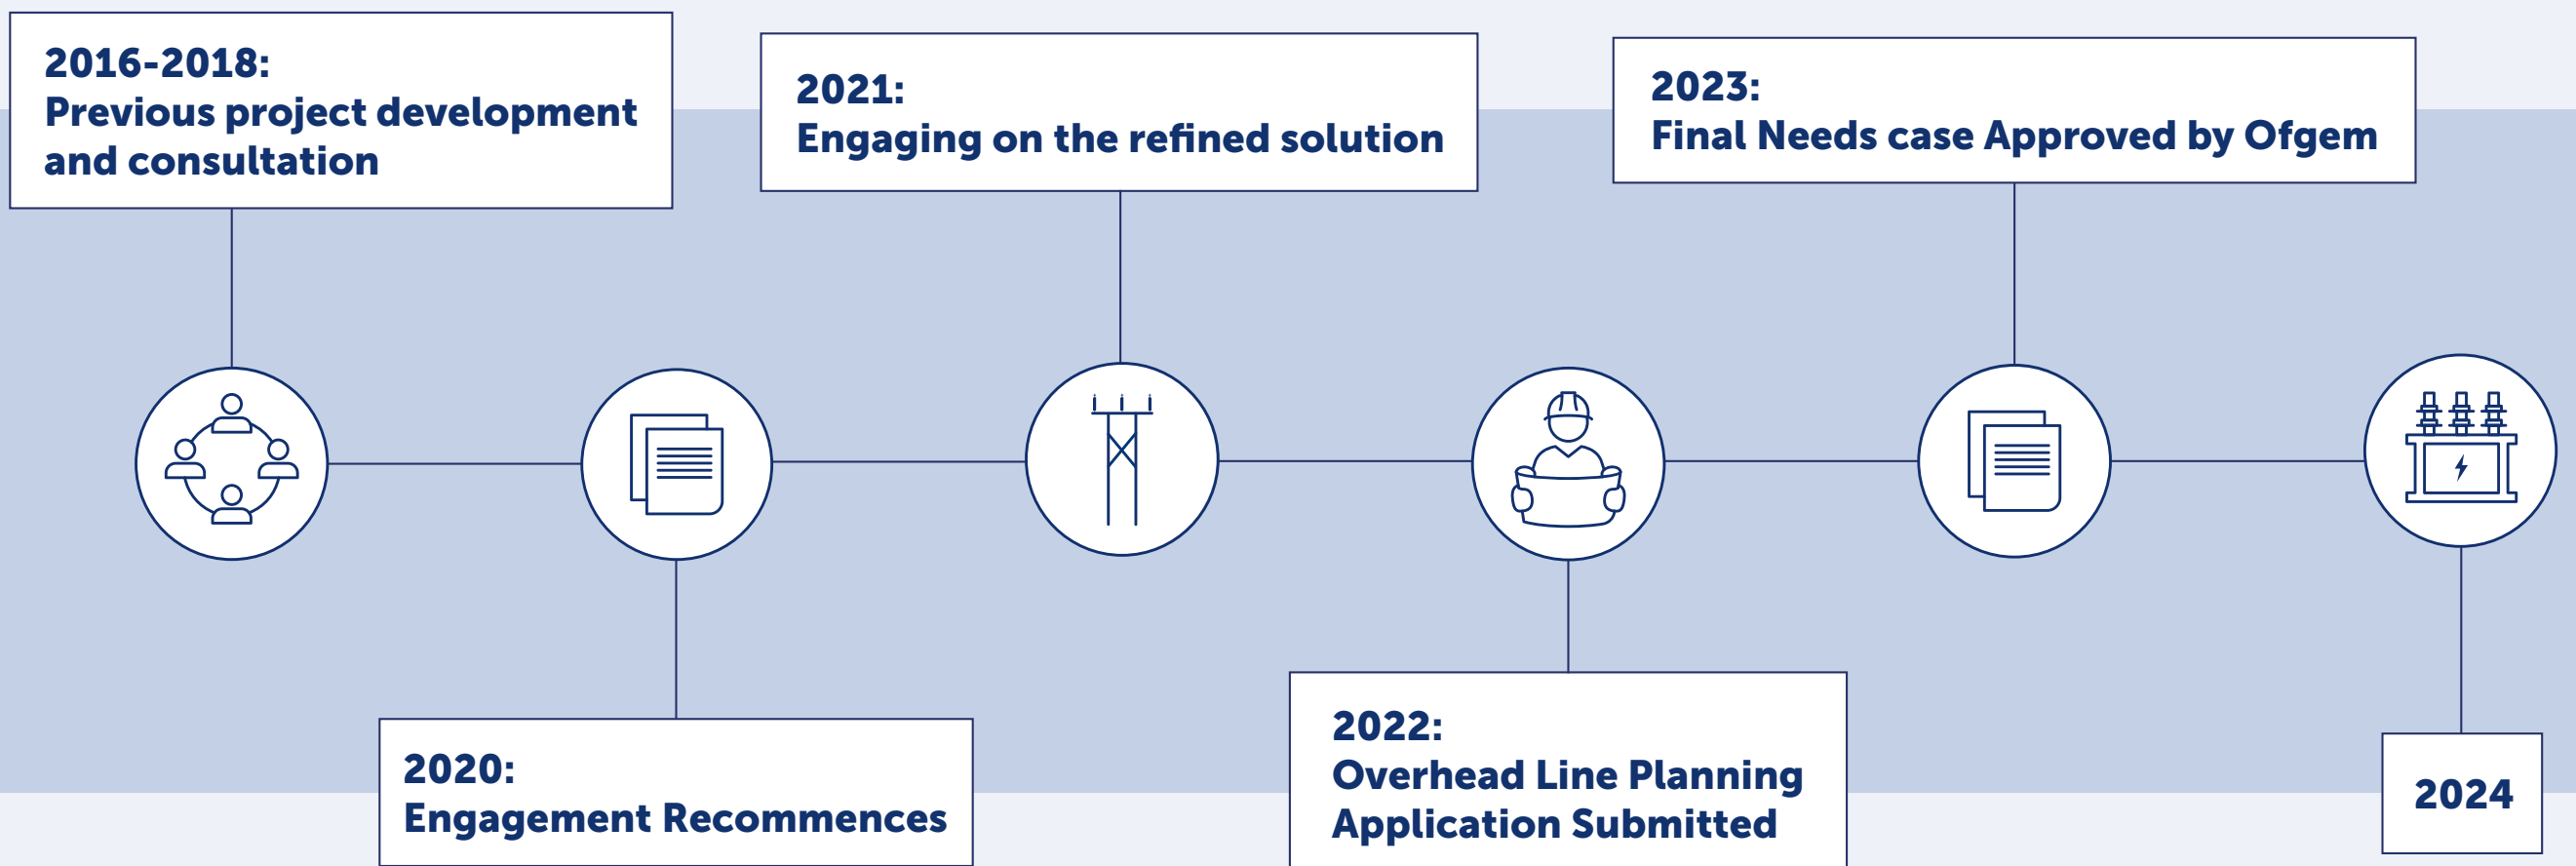 2016-2018:
Previous project development
and consultation
2020:
Engagement Recommences
2021:
Engaging on the refined solution
2022:
Overhead Line Planning
Application Submitted
2023:
Final Needs case Approved by Ofgem
2024